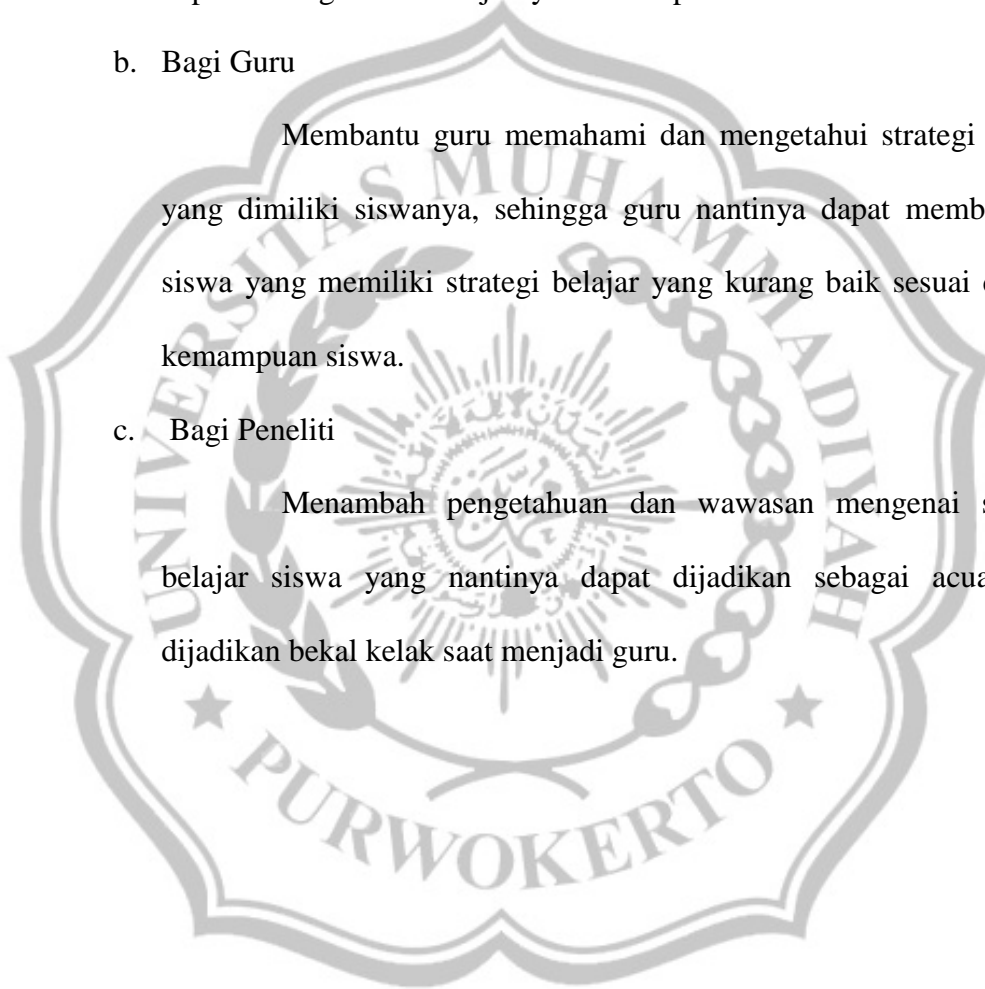 b. Bagi Guru
Membantu guru memahami dan mengetahui strategi
yang dimiliki siswanya, sehingga guru nantinya dapat memb
siswa yang memiliki strategi belajar yang kurang baik sesuai
kemampuan siswa.
c. Bagi Peneliti
Menambah pengetahuan dan wawasan mengenai s
belajar siswa yang nantinya dapat dijadikan sebagai acua
dijadikan bekal kelak saat menjadi guru.
UNIVERSITAS MUHAMMADIYAH
PURWOKERTO